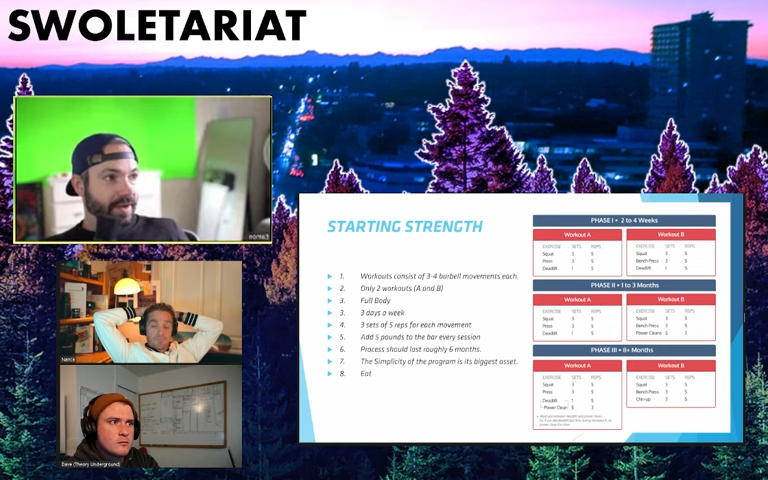 SWOLETARIAT
STARTING STRENGTH
1. Workouts consist of 3-4 barbell movements each.
2. Only 2 workouts (A and B)
3. Full Body
3. 3 days a week
4. 3 sets of 5 reps for each movement
5. Add 5 pounds to the bar every session
6. Process should last roughly 6 months.
7. The Simplicity of the program is its biggest asset.
8. Eat
PHASE I • 2 to 4 Weeks
Workout A
EXERCISE SETS REPS
Squat 3 5
Press 3 5
Deadlift 1 5
Workout B
EXERCISE SETS REPS
Squat 3 5
Bench Press 3 5
Deadlift 1 5
PHASE II • 1 to 3 Months
Workout A
EXERCISE SETS REPS
Squat 3 5
Press 3 5
Deadlift 1 5
Workout B
EXERCISE SETS REPS
Squat 3 5
Bench Press 3 5
Power Cleans 5 3
PHASE III •
Months
Workout A
EXERCISE SETS REPS
Squat 3 5
Press 3 5
Deadlift 1 5
Power Clean 5 3
Workout B
EXERCISE SETS REPS
Squat 3 5
Bench Press 3 5
Chin-up 3
Nance
Dave (Theory Underground)